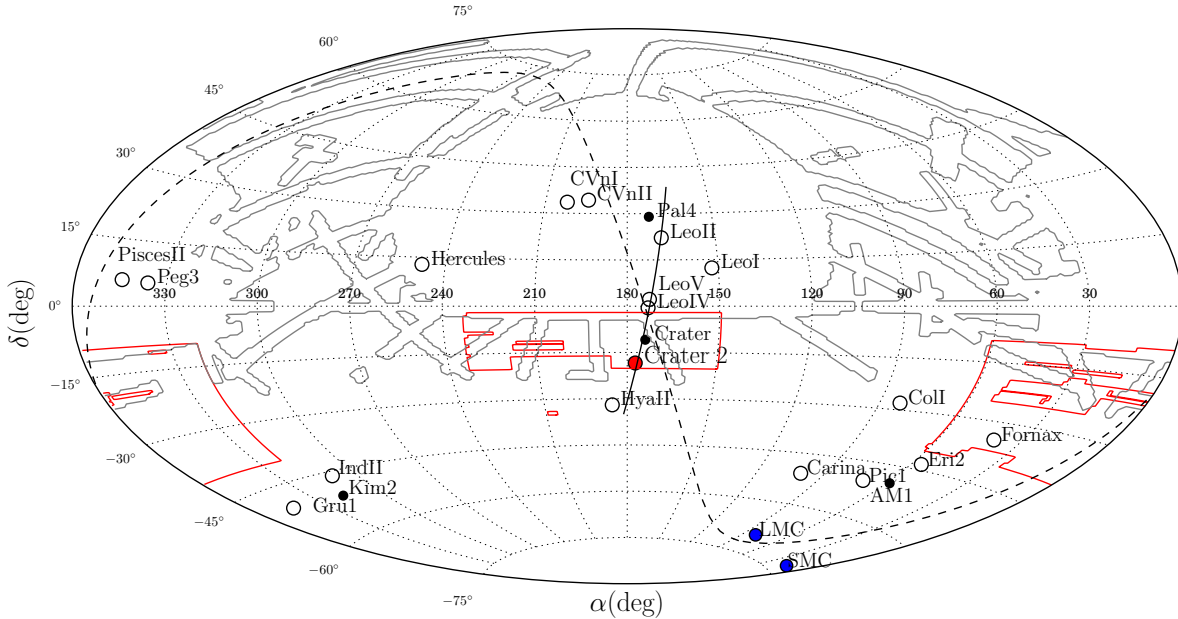 75°
60°
45°
30°
15°
0°
−15°
−30°
−45°
−60°
−75°
δ(deg)
α(deg)
330
300
270
240
210
180
150
120
90
60
30
CVnI
CVnII
Pal4
LeoII
LeoI
Hercules
PiscesII
Peg3
LeoV
LeoIV
Crater
Crater 2
HyaII
ColI
Fornax
Eri2
Carina
Pic1
AM1
IndII
Kim2
Gru1
LMC
SMC